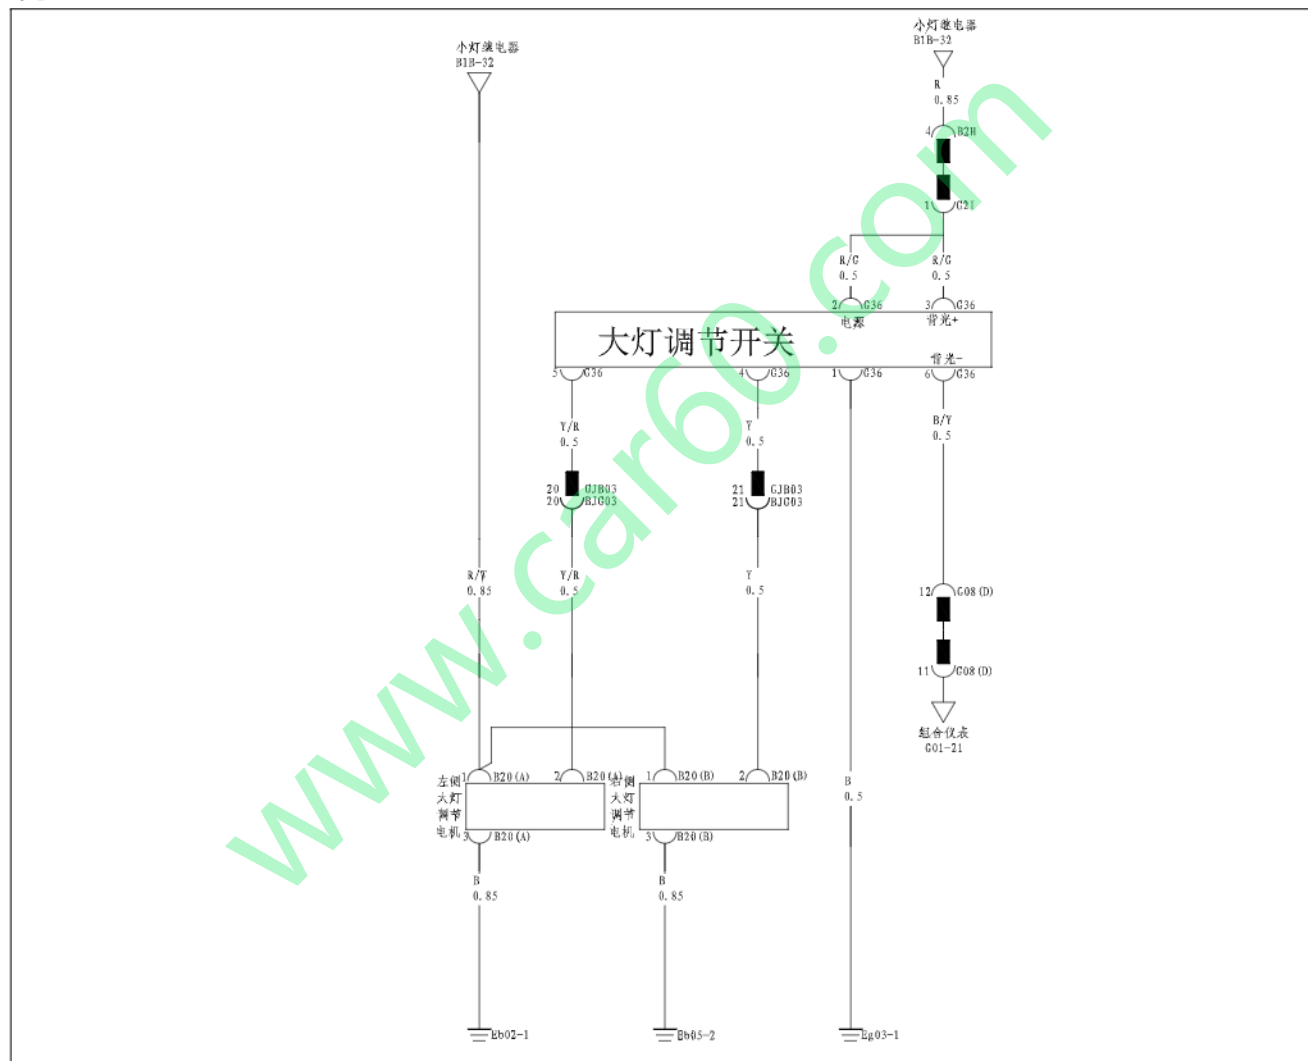 小灯继电器
B1B-32
小灯继电器
B1B-32
R
0.85
4 B2H
1 G2I
R/G
0.5
R/G
0.5
2 G36
3 G36
电源
背光+
大灯调节开关
背光-
5 G36
4 G36
1 G36
6 G36
Y/R
0.5
Y
0.5
B/Y
0.5
20 GJB03
20 BJG03
21 GJB03
21 BJG03
R/W
0.85
Y/R
0.5
Y
0.5
12 G08(D)
11 G08(D)
组合仪表
G01-21
1 B20(A)
2 B20(A)
1 B20(B)
2 B20(B)
左侧
大灯
调节
电机
右侧
大灯
调节
电机
3 B20(A)
3 B20(B)
B
0.5
B
0.85
B
0.85
Eb02-1
Eb05-2
Eg03-1
www.car60.com